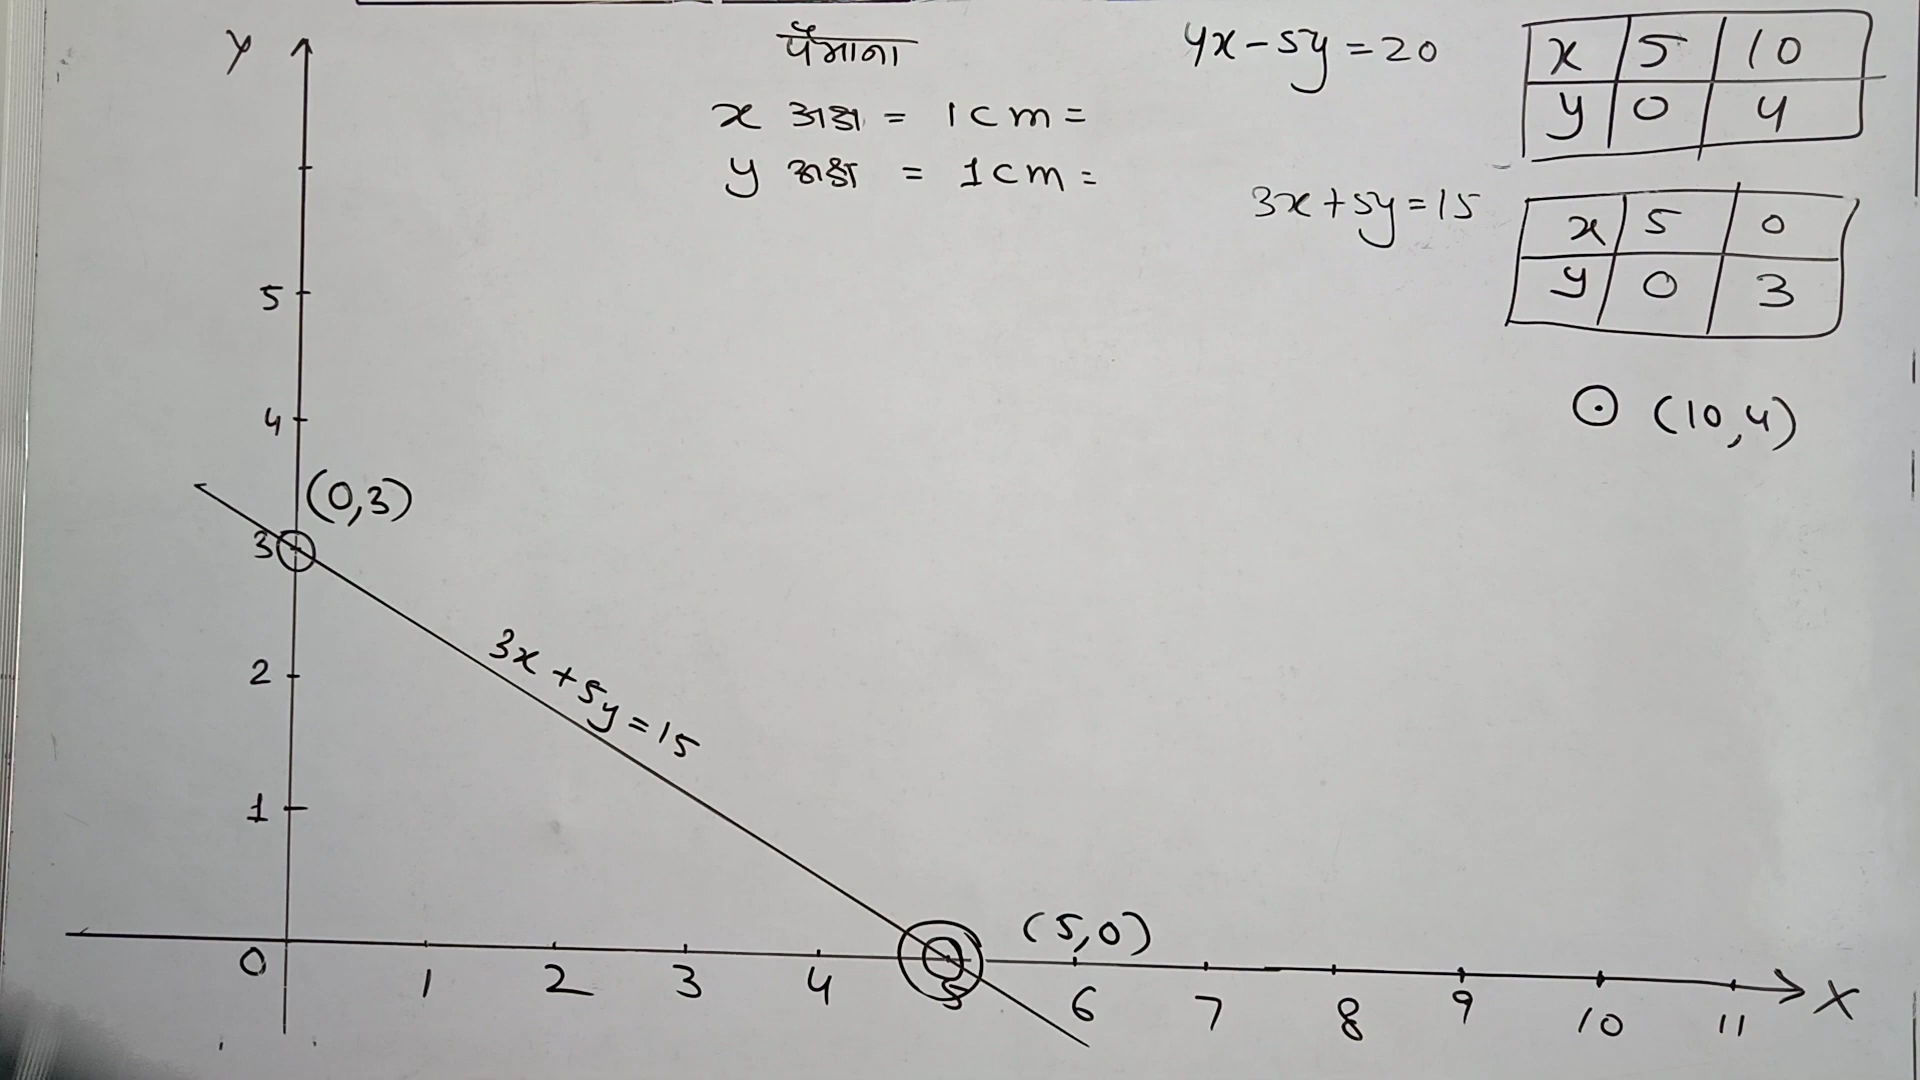 पैमाना
x अक्ष = 1cm =
y अक्ष = 1cm =
4x-5y=20
x 5 10
y 0 4
3x+5y=15
x 5 0
y 0 3
(10,4)
y
5
4
(0,3)
3
2
1
3x+5y=15
(5,0)
0 1 2 3 4 5 6 7 8 9 10 11 X